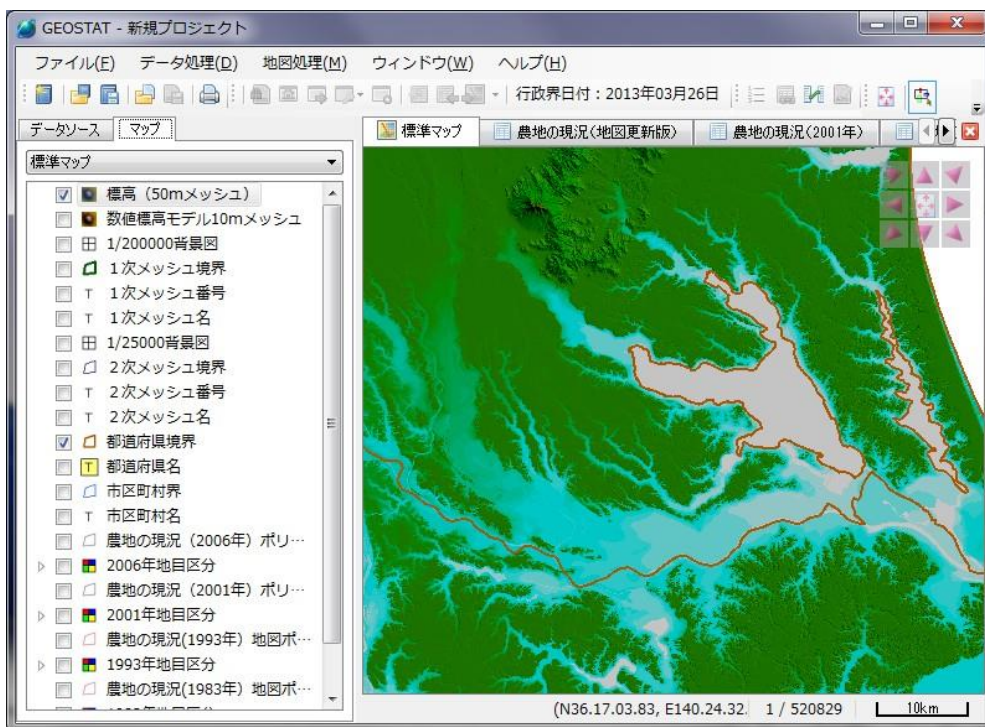 GEOSTAT - 新規プロジェクト
ファイル(F) データ処理(D) 地図処理(M) ウィンドウ(W) ヘルプ(H)
行政界日付：2013年03月26日
データソース マップ
標準マップ 農地の現況(地図更新版) 農地の現況(2001年)
標準マップ
標高（50mメッシュ）
数値標高モデル10mメッシュ
1/200000背景図
1次メッシュ境界
T 1次メッシュ番号
T 1次メッシュ名
1/25000背景図
2次メッシュ境界
T 2次メッシュ番号
T 2次メッシュ名
都道府県境界
T 都道府県名
市区町村界
T 市区町村名
農地の現況（2006年）ポリ…
2006年地目区分
農地の現況（2001年）ポリ…
2001年地目区分
農地の現況(1993年）地図ポ…
1993年地目区分
農地の現況(1983年）地図ポ…
(N36.17.03.83, E140.24.32. 1 / 520829 10km